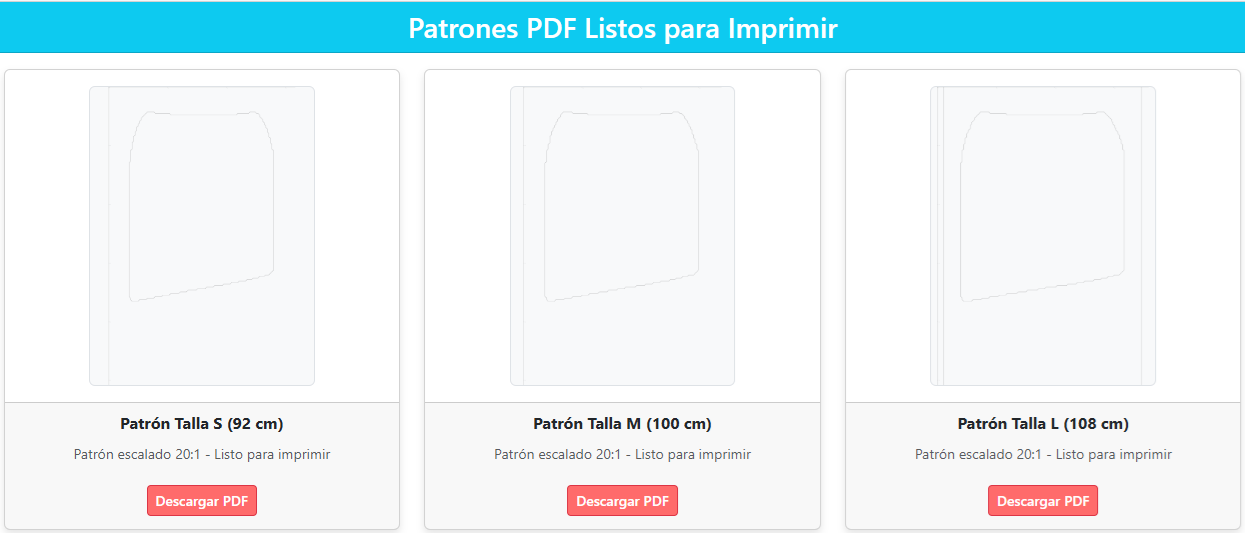 Patrones PDF Listos para Imprimir
Patrón Talla S (92 cm)
Patrón escalado 20:1 - Listo para imprimir
Descargar PDF
Patrón Talla M (100 cm)
Patrón escalado 20:1 - Listo para imprimir
Descargar PDF
Patrón Talla L (108 cm)
Patrón escalado 20:1 - Listo para imprimir
Descargar PDF